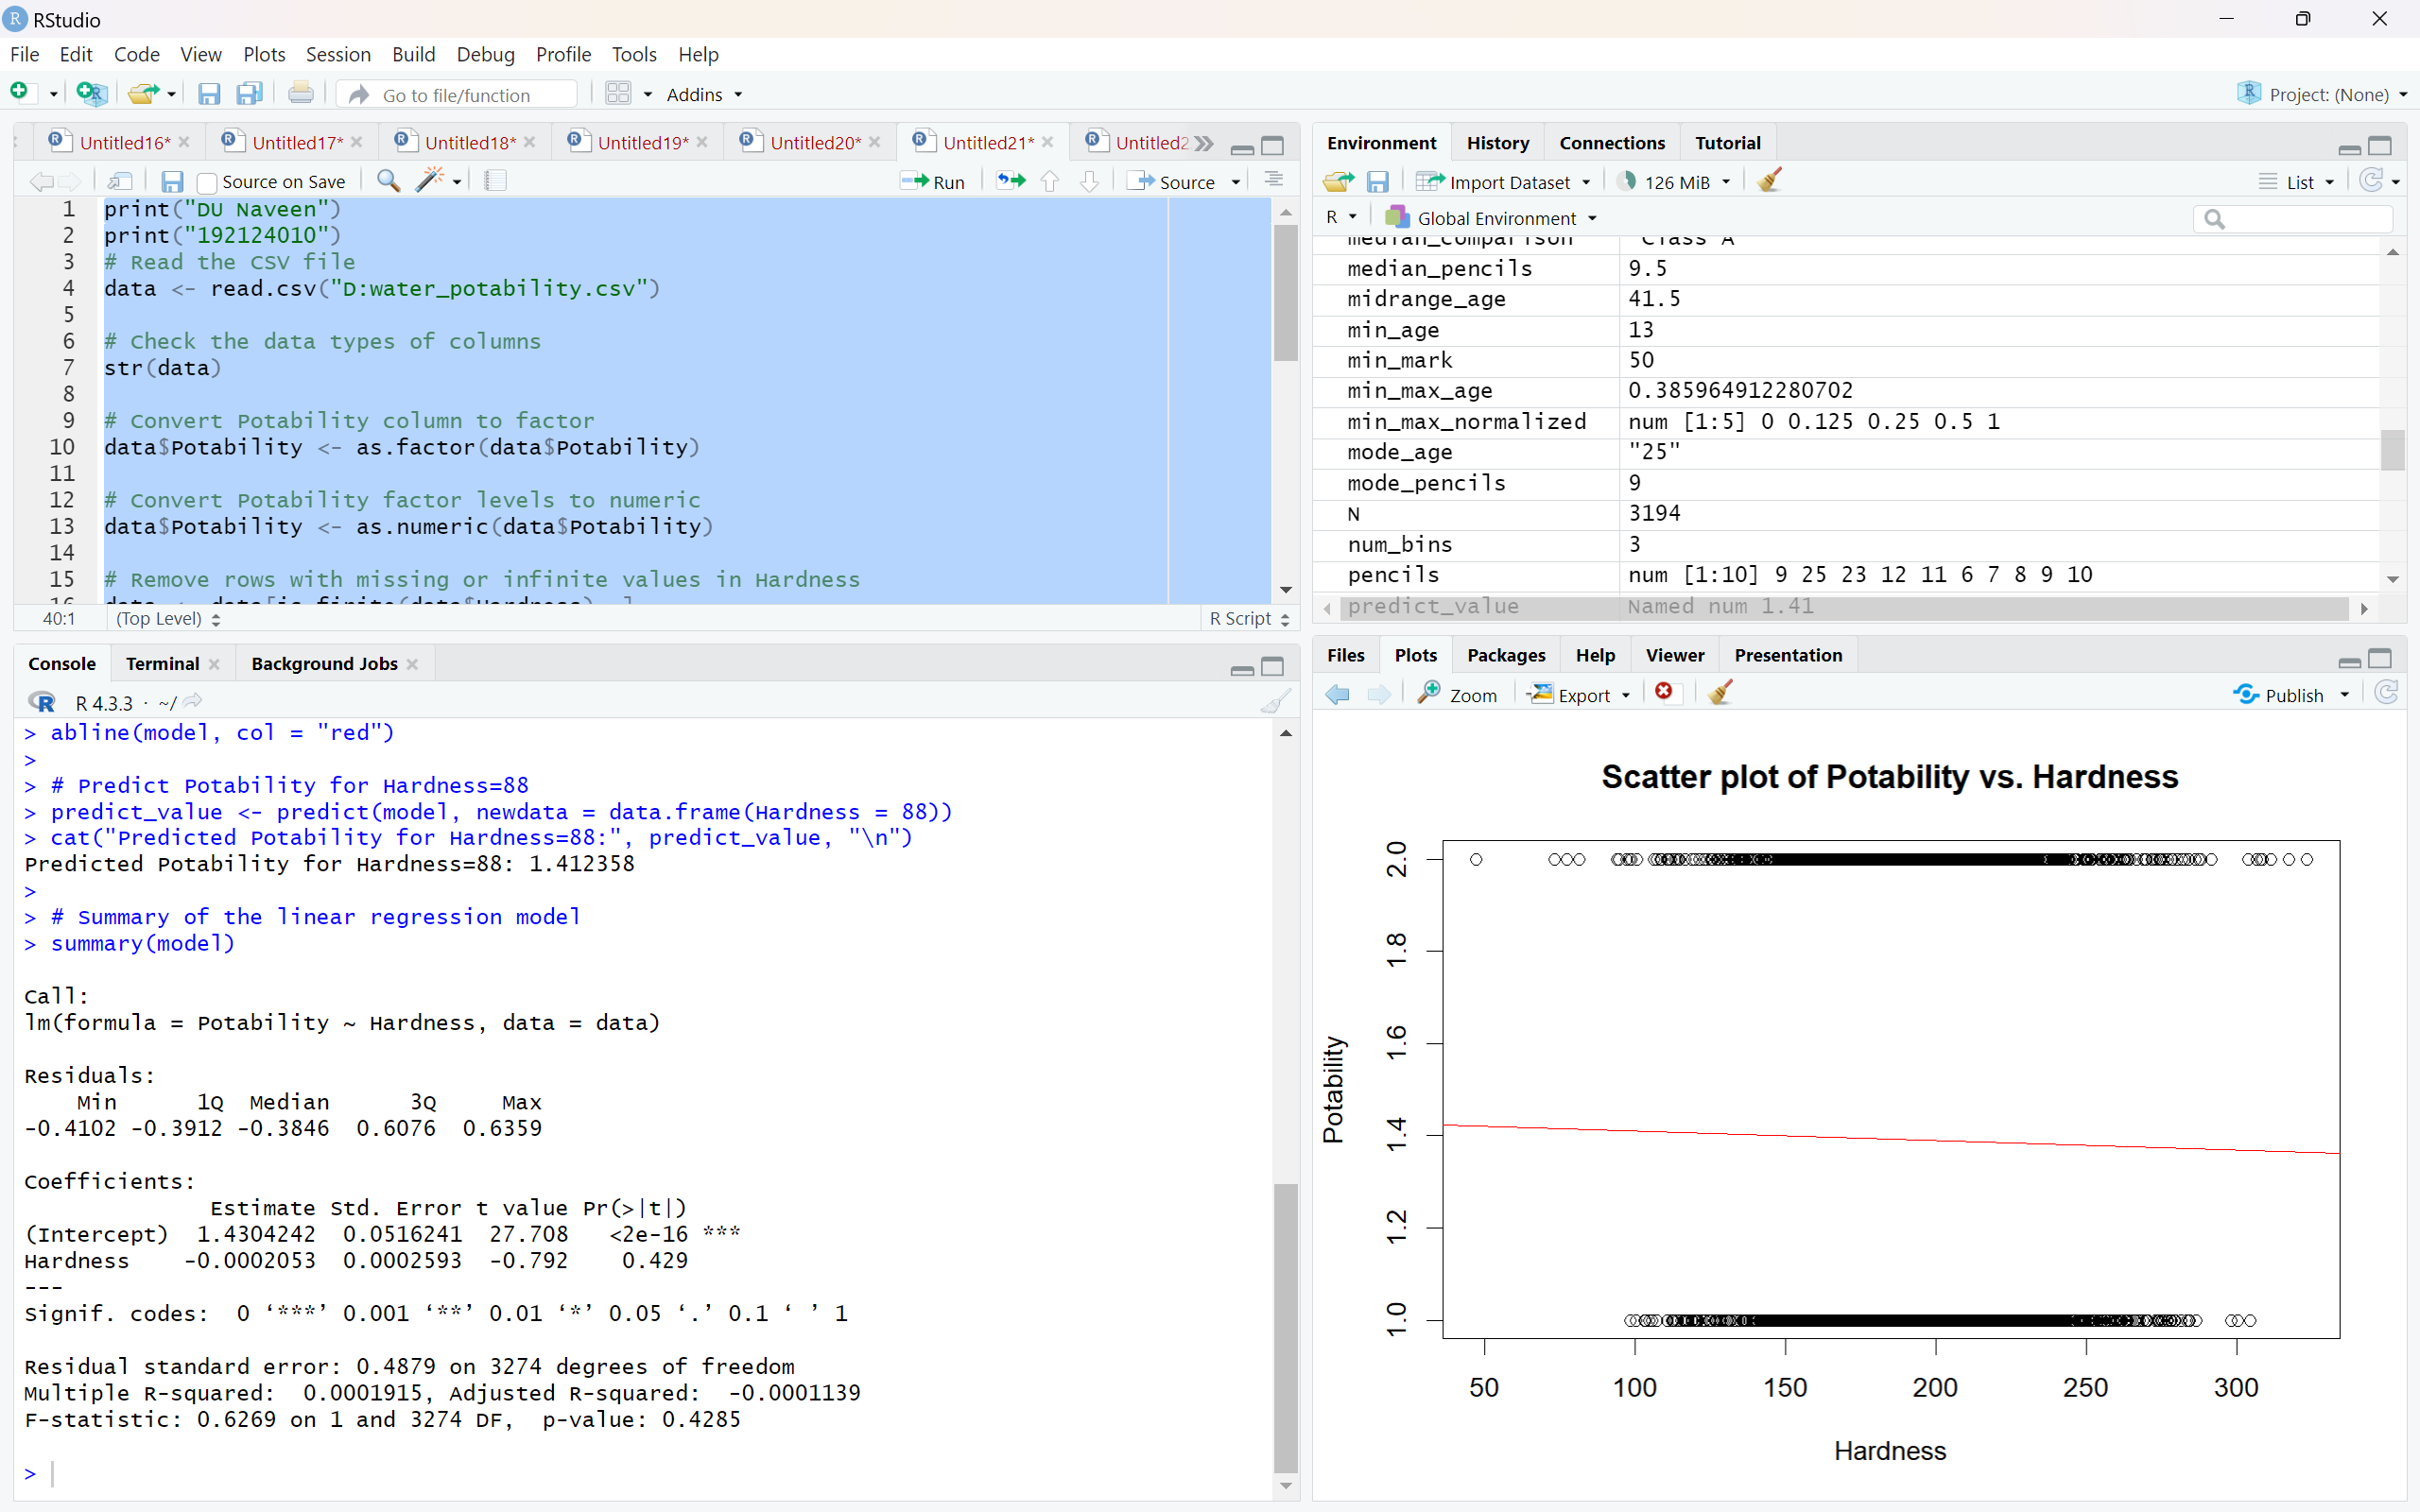 RStudio
File Edit Code View Plots Session Build Debug Profile Tools Help
Go to file/function Addins Project: (None)
Untitled16* Untitled17* Untitled18* Untitled19* Untitled20* Untitled21* Untitled2
Source on Save Run Source
1 print("DU Naveen")
2 print("192124010")
3 # Read the CSV file
4 data <- read.csv("D:water_potability.csv")
5
6 # Check the data types of columns
7 str(data)
8
9 # Convert Potability column to factor
10 data$Potability <- as.factor(data$Potability)
11
12 # Convert Potability factor levels to numeric
13 data$Potability <- as.numeric(data$Potability)
14
15 # Remove rows with missing or infinite values in Hardness
16 data <- data[is.finite(data$Hardness), ]
40:1 (Top Level) R Script
Console Terminal Background Jobs
R 4.3.3 · ~/
> abline(model, col = "red")
>
> # Predict Potability for Hardness=88
> predict_value <- predict(model, newdata = data.frame(Hardness = 88))
> cat("Predicted Potability for Hardness=88:", predict_value, "\n")
Predicted Potability for Hardness=88: 1.412358
>
> # Summary of the linear regression model
> summary(model)
Call:
lm(formula = Potability ~ Hardness, data = data)
Residuals:
Min 1Q Median 3Q Max
-0.4102 -0.3912 -0.3846 0.6076 0.6359
Coefficients:
Estimate Std. Error t value Pr(>|t|)
(Intercept) 1.4304242 0.0516241 27.708 <2e-16 ***
Hardness -0.0002053 0.0002593 -0.792 0.429
---
Signif. codes: 0 ‘***’ 0.001 ‘**’ 0.01 ‘*’ 0.05 ‘.’ 0.1 ‘ ’ 1
Residual standard error: 0.4879 on 3274 degrees of freedom
Multiple R-squared: 0.0001915, Adjusted R-squared: -0.0001139
F-statistic: 0.6269 on 1 and 3274 DF, p-value: 0.4285
>
Environment History Connections Tutorial
Import Dataset 126 MiB List
R Global Environment
median_comparison "Class A"
median_pencils 9.5
midrange_age 41.5
min_age 13
min_mark 50
min_max_age 0.385964912280702
min_max_normalized num [1:5] 0 0.125 0.25 0.5 1
mode_age "25"
mode_pencils 9
N 3194
num_bins 3
pencils num [1:10] 9 25 23 12 11 6 7 8 9 10
predict_value Named num 1.41
Files Plots Packages Help Viewer Presentation
Zoom Export Publish
Scatter plot of Potability vs. Hardness
Potability
2.0
1.8
1.6
1.4
1.2
1.0
50 100 150 200 250 300
Hardness